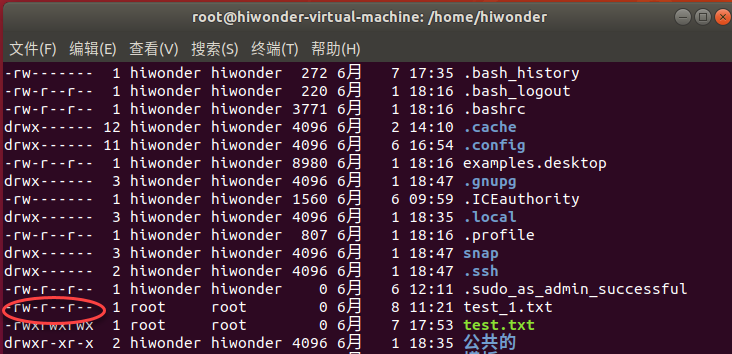 root@hiwonder-virtual-machine: /home/hiwonder
文件(F) 编辑(E) 查看(V) 搜索(S) 终端(T) 帮助(H)
-rw------- 1 hiwonder hiwonder 272 6月 7 17:35 .bash_history
-rw-r--r-- 1 hiwonder hiwonder 220 6月 1 18:16 .bash_logout
-rw-r--r-- 1 hiwonder hiwonder 3771 6月 1 18:16 .bashrc
drwx------ 12 hiwonder hiwonder 4096 6月 2 14:10 .cache
drwx------ 11 hiwonder hiwonder 4096 6月 6 16:54 .config
-rw-r--r-- 1 hiwonder hiwonder 8980 6月 1 18:16 examples.desktop
drwx------ 3 hiwonder hiwonder 4096 6月 1 18:47 .gnupg
-rw------- 1 hiwonder hiwonder 1560 6月 6 09:59 .ICEauthority
drwx------ 3 hiwonder hiwonder 4096 6月 1 18:35 .local
-rw-r--r-- 1 hiwonder hiwonder 807 6月 1 18:16 .profile
drwx------ 3 hiwonder hiwonder 4096 6月 1 18:47 snap
drwx------ 2 hiwonder hiwonder 4096 6月 1 18:47 .ssh
-rw-r--r-- 1 hiwonder hiwonder 0 6月 6 12:11 .sudo_as_admin_successful
-rw-r--r-- 1 root root 0 6月 8 11:21 test_1.txt
-rwxrwxrwx 1 root root 0 6月 7 17:53 test.txt
drwxr-xr-x 2 hiwonder hiwonder 4096 6月 1 18:35 公共的